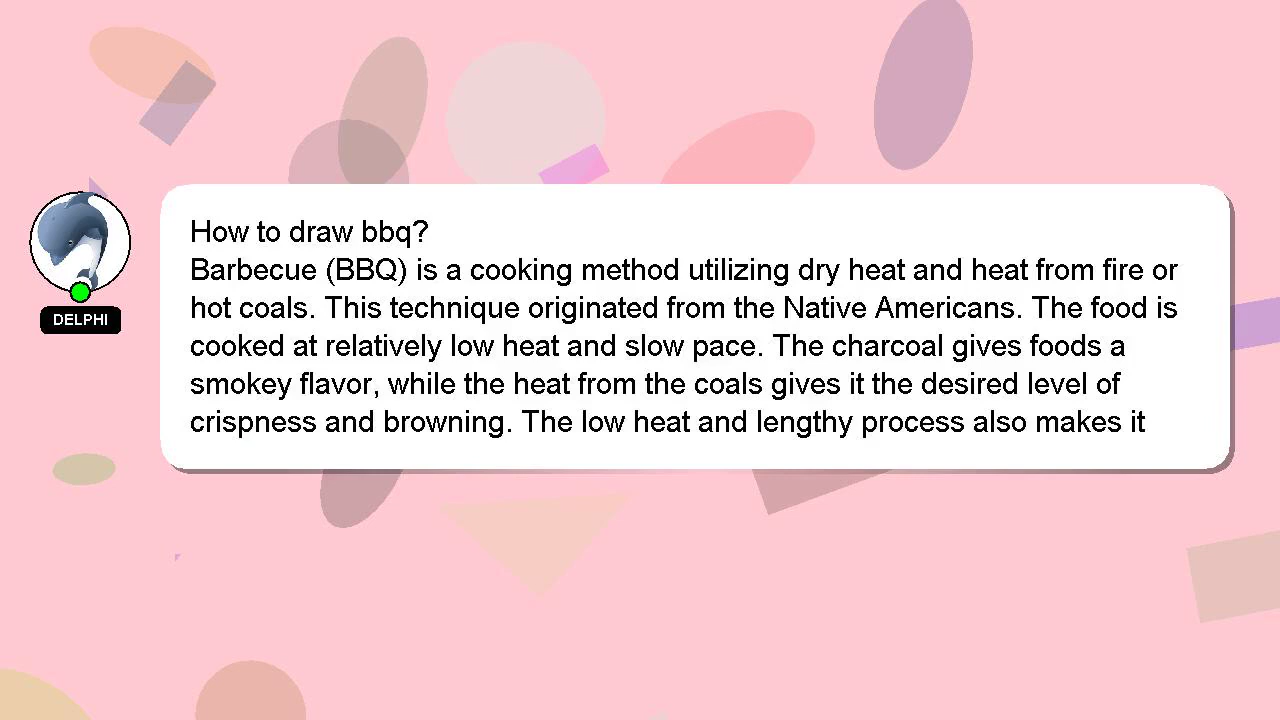 How to draw bbq?
Barbecue (BBQ) is a cooking method utilizing dry heat and heat from fire or
hot coals. This technique originated from the Native Americans. The food is
cooked at relatively low heat and slow pace. The charcoal gives foods a
smokey flavor, while the heat from the coals gives it the desired level of
crispness and browning. The low heat and lengthy process also makes it
DELPHI